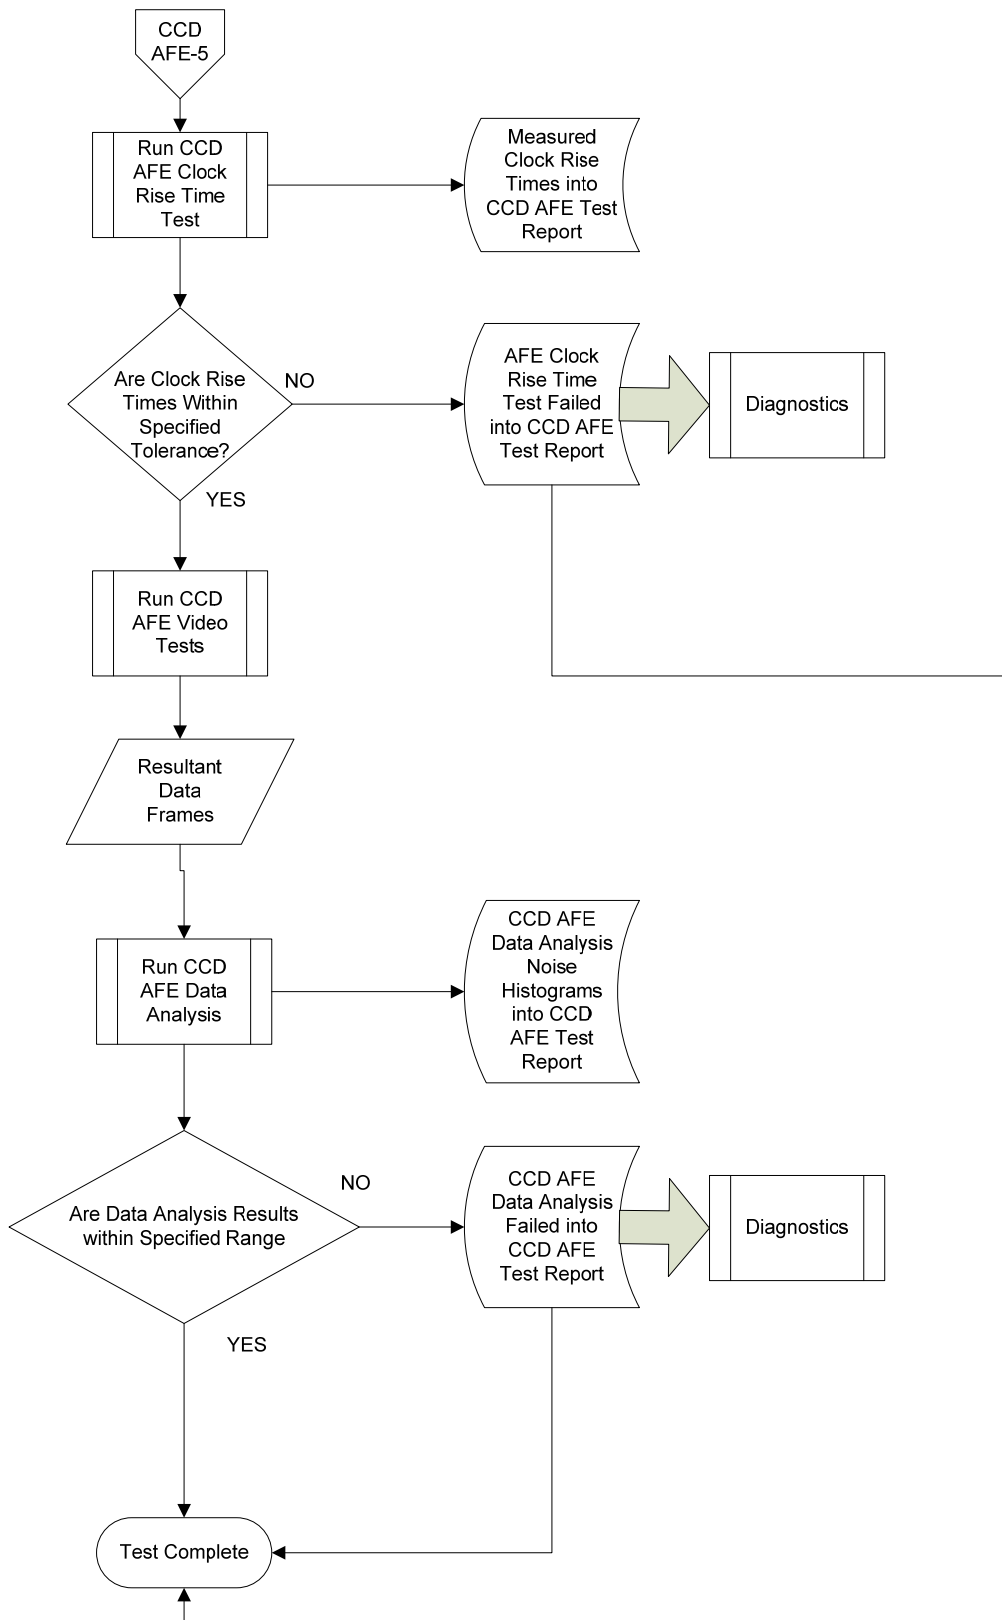 CCD
AFE-5
Run CCD
AFE Clock
Rise Time
Test
Measured
Clock Rise
Times into
CCD AFE Test
Report
Are Clock Rise
Times Within
Specified
Tolerance?
NO
YES
AFE Clock
Rise Time
Test Failed
into CCD AFE
Test Report
Diagnostics
Run CCD
AFE Video
Tests
Resultant
Data
Frames
Run CCD
AFE Data
Analysis
CCD AFE
Data Analysis
Noise
Histograms
into CCD
AFE Test
Report
Are Data Analysis Results
within Specified Range
NO
YES
CCD AFE
Data Analysis
Failed into
CCD AFE
Test Report
Diagnostics
Test Complete